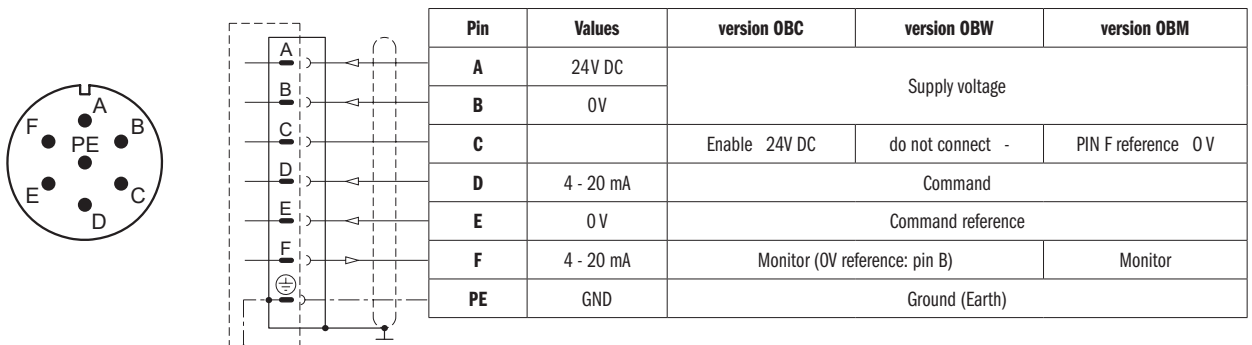 A
B
C
D
E
F
PE
A
B
C
D
E
F
Pin Values version OBC version OBW version OBM
A 24V DC Supply voltage
B 0V
C Enable 24V DC do not connect - PIN F reference 0 V
D 4 - 20 mA Command
E 0 V Command reference
F 4 - 20 mA Monitor (0V reference: pin B) Monitor
PE GND Ground (Earth)